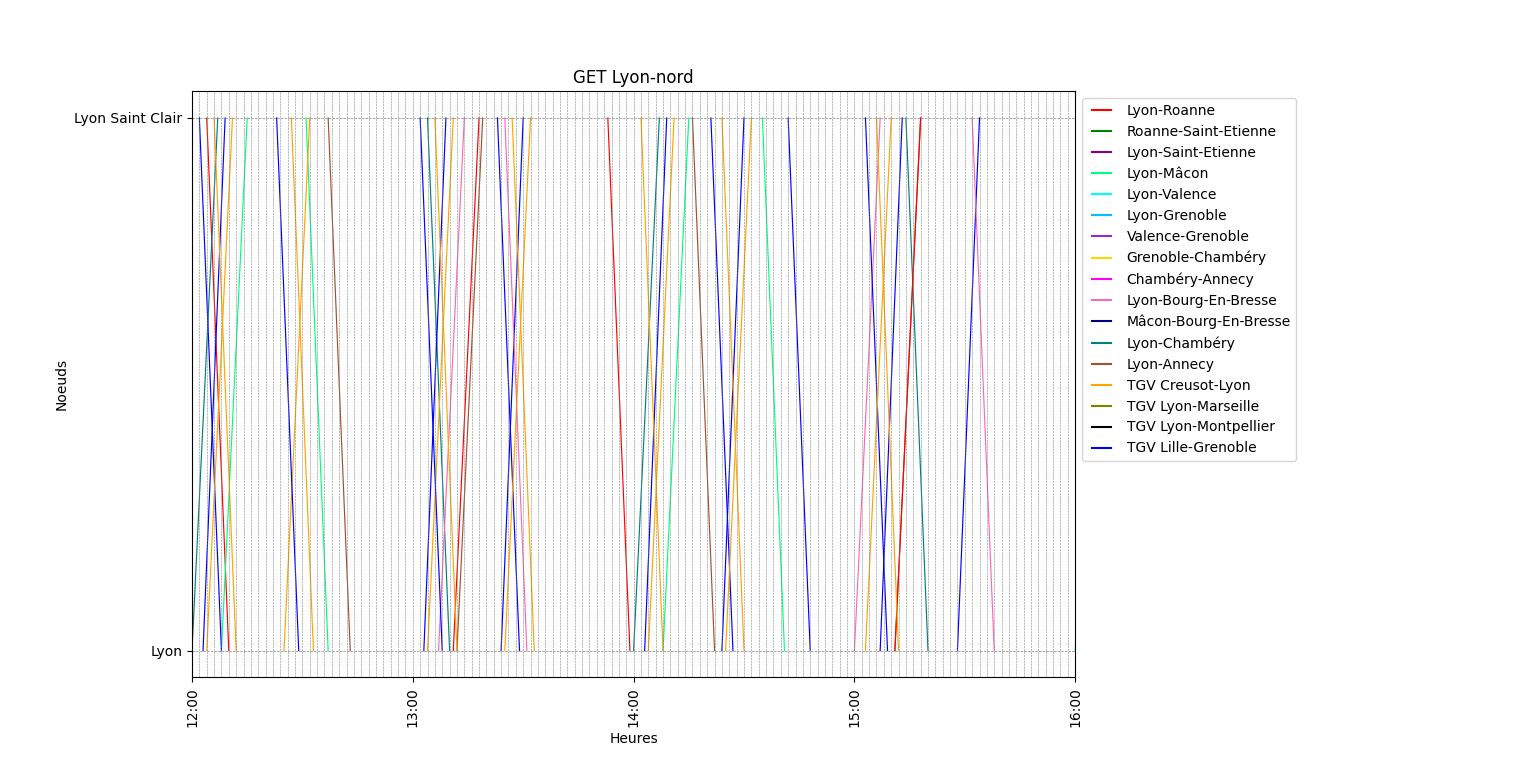 GET Lyon-nord
Lyon Saint Clair
Lyon
Noeuds
12:00
13:00
14:00
15:00
16:00
Heures
Lyon-Roanne
Roanne-Saint-Etienne
Lyon-Saint-Etienne
Lyon-Mâcon
Lyon-Valence
Lyon-Grenoble
Valence-Grenoble
Grenoble-Chambéry
Chambéry-Annecy
Lyon-Bourg-En-Bresse
Mâcon-Bourg-En-Bresse
Lyon-Chambéry
Lyon-Annecy
TGV Creusot-Lyon
TGV Lyon-Marseille
TGV Lyon-Montpellier
TGV Lille-Grenoble